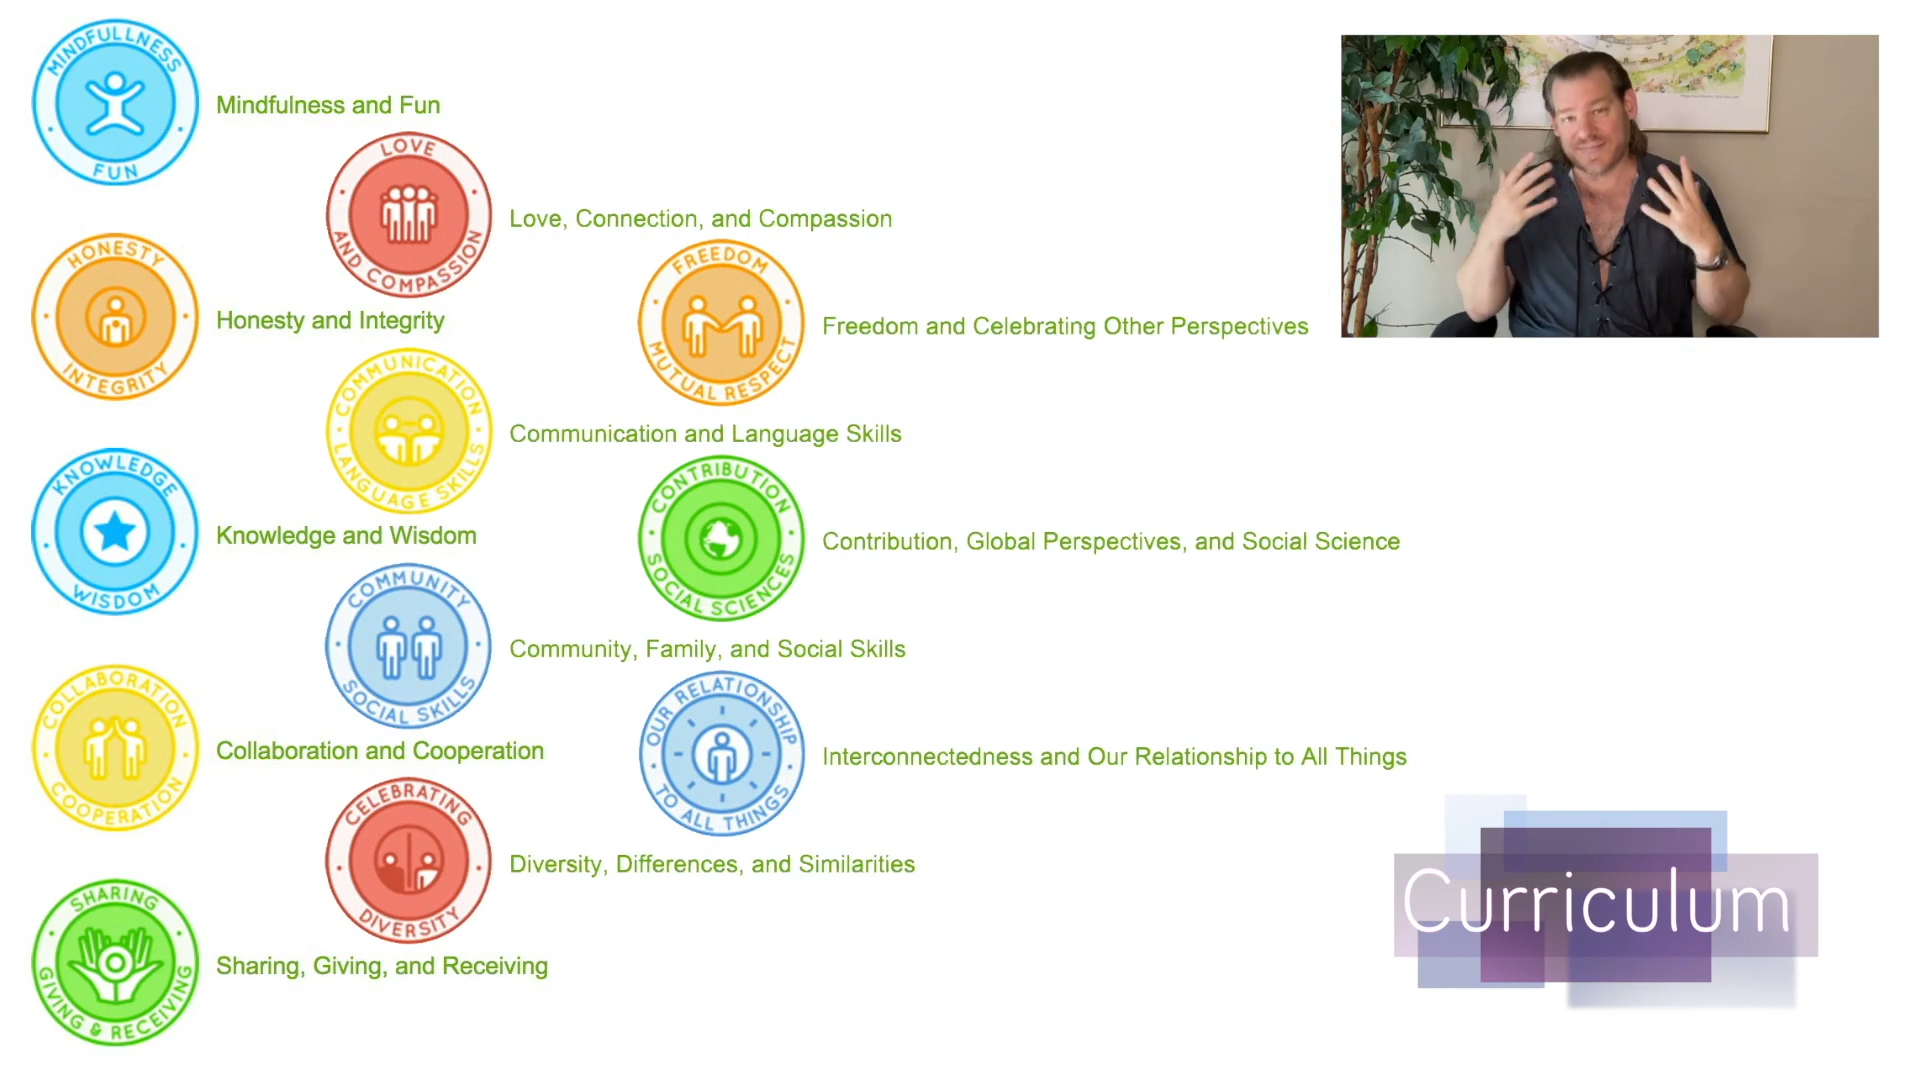 MINDFULLNESS
FUN
Mindfulness and Fun
LOVE
AND COMPASSION
Love, Connection, and Compassion
HONESTY
INTEGRITY
Honesty and Integrity
FREEDOM
MUTUAL RESPECT
Freedom and Celebrating Other Perspectives
COMMUNICATION
LANGUAGE SKILLS
Communication and Language Skills
KNOWLEDGE
WISDOM
Knowledge and Wisdom
CONTRIBUTION
SOCIAL SCIENCES
Contribution, Global Perspectives, and Social Science
COMMUNITY
SOCIAL SKILLS
Community, Family, and Social Skills
COLLABORATION
COOPERATION
Collaboration and Cooperation
OUR RELATIONSHIP
TO ALL THINGS
Interconnectedness and Our Relationship to All Things
CELEBRATING
DIVERSITY
Diversity, Differences, and Similarities
SHARING
GIVING & RECEIVING
Sharing, Giving, and Receiving
Curriculum